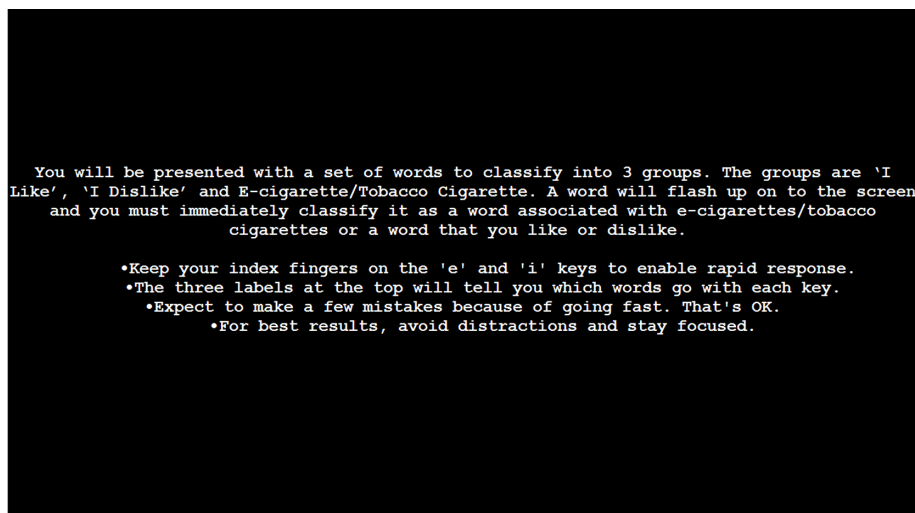 You will be presented with a set of words to classify into 3 groups. The groups are ‘I
Like’, ‘I Dislike’ and E-cigarette/Tobacco Cigarette. A word will flash up on to the screen
and you must immediately classify it as a word associated with e-cigarettes/tobacco
cigarettes or a word that you like or dislike.
•Keep your index fingers on the 'e' and 'i' keys to enable rapid response.
•The three labels at the top will tell you which words go with each key.
•Expect to make a few mistakes because of going fast. That's OK.
•For best results, avoid distractions and stay focused.